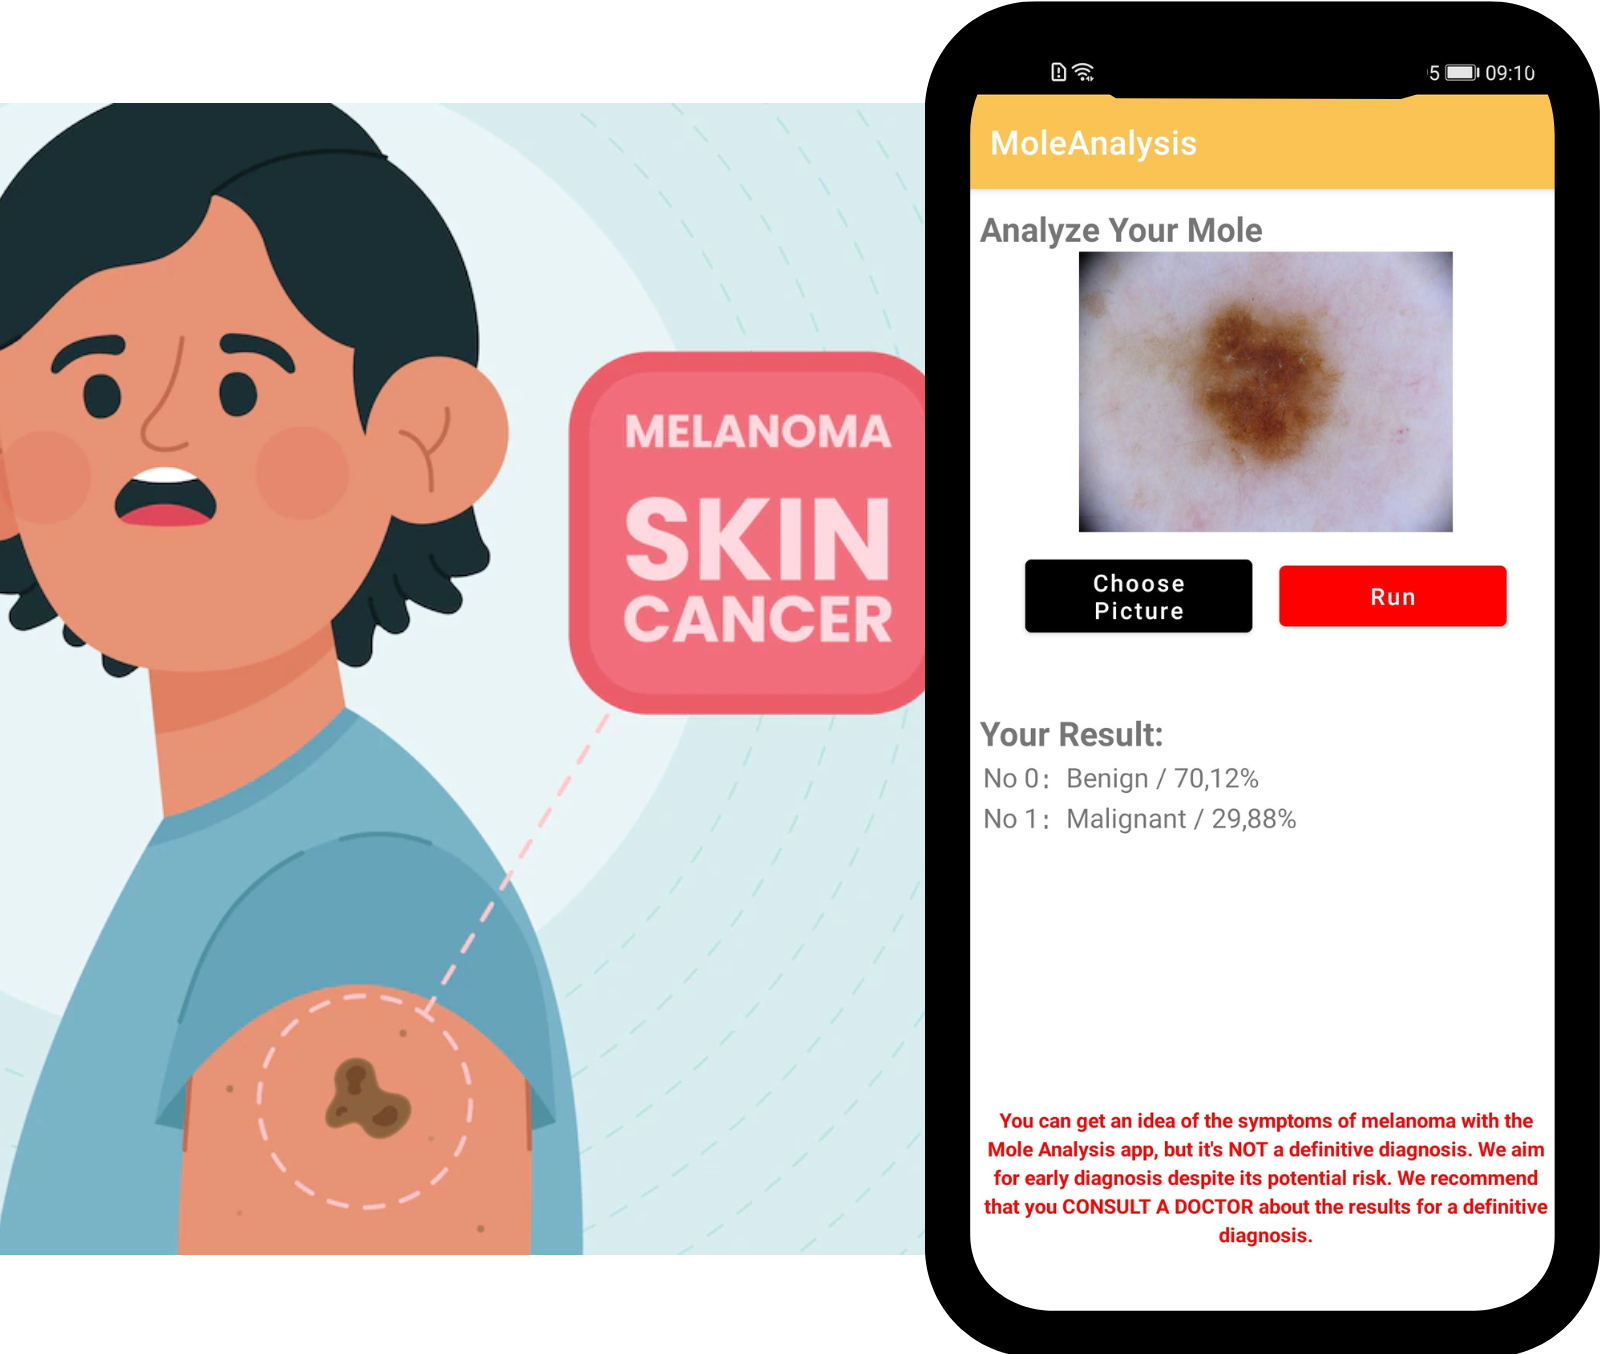 MELANOMA
SKIN
CANCER
5 09:10
MoleAnalysis
Analyze Your Mole
Choose
Picture
Run
Your Result:
No 0: Benign / 70,12%
No 1: Malignant / 29,88%
You can get an idea of the symptoms of melanoma with the
Mole Analysis app, but it's NOT a definitive diagnosis. We aim
for early diagnosis despite its potential risk. We recommend
that you CONSULT A DOCTOR about the results for a definitive
diagnosis.